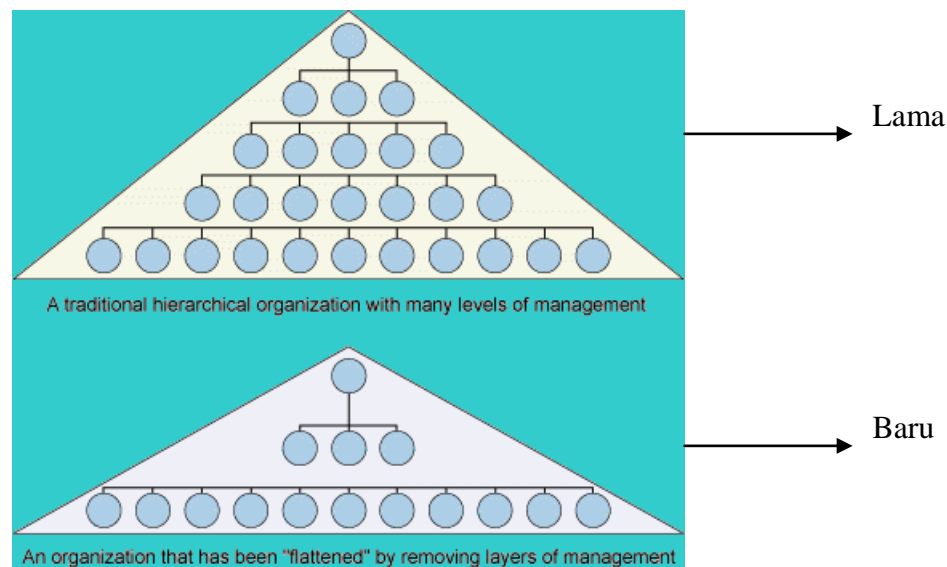 Lama
A traditional hierarchical organization with many levels of management
Baru
An organization that has been "flattened" by removing layers of management